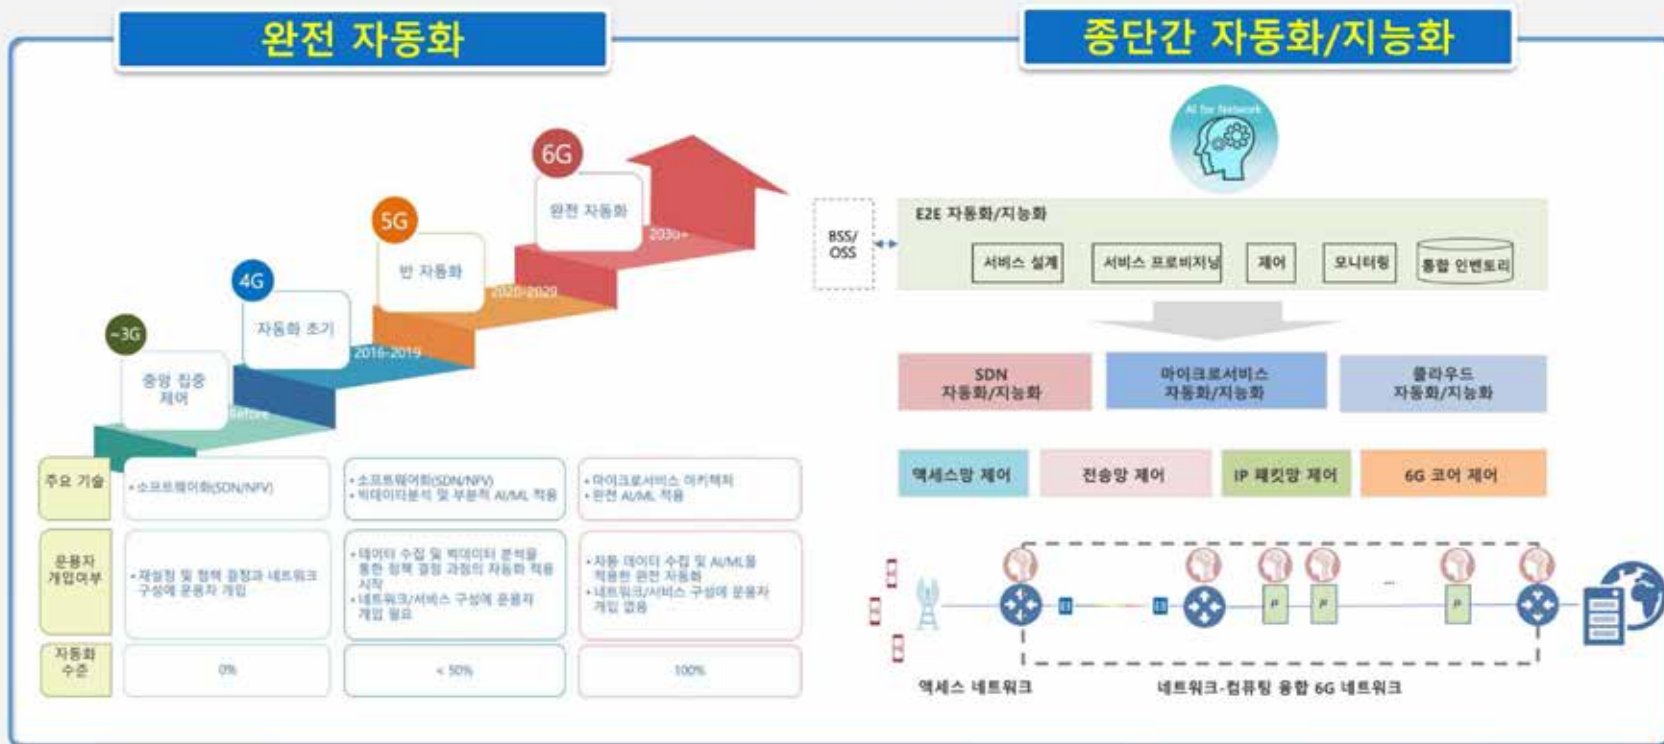 완전 자동화
종단간 자동화/지능화
6G
완전 자동화
2030+
5G
반 자동화
2020-2029
4G
자동화 초기
2016-2019
~3G
중앙 집중
제어
Before
주요 기술
• 소프트웨어화(SDN/NFV)
• 소프트웨어화(SDN/NFV)
• 빅데이터분석 및 부분적 AI/ML 적용
• 마이크로서비스 아키텍처
• 완전 AI/ML 적용
운용자
개입여부
• 재설정 및 정책 결정과 네트워크
구성에 운용자 개입
• 데이터 수집 및 빅데이터 분석을
통한 정책 결정 과정의 자동화 적용
시작
• 네트워크/서비스 구성에 운용자
개입 필요
• 자동 데이터 수집 및 AI/ML을
적용한 완전 자동화
• 네트워크/서비스 구성에 운용자
개입 없음
자동화
수준
0%
< 50%
100%
AI for Network
BSS/
OSS
E2E 자동화/지능화
서비스 설계
서비스 프로비저닝
제어
모니터링
통합 인벤토리
SDN
자동화/지능화
마이크로서비스
자동화/지능화
클라우드
자동화/지능화
액세스망 제어
전송망 제어
IP 패킷망 제어
6G 코어 제어
...
P
P
P
액세스 네트워크
네트워크-컴퓨팅 융합 6G 네트워크